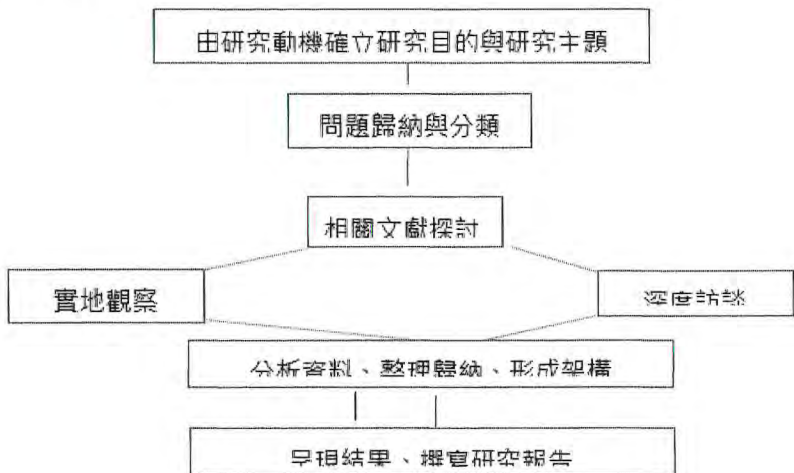 由研究動機確立研究目的與研究主題
問題歸納與分類
相關文獻探討
實地觀察
深度訪談
分析資料、整理歸納、形成架構
呈現結果、撰寫研究報告